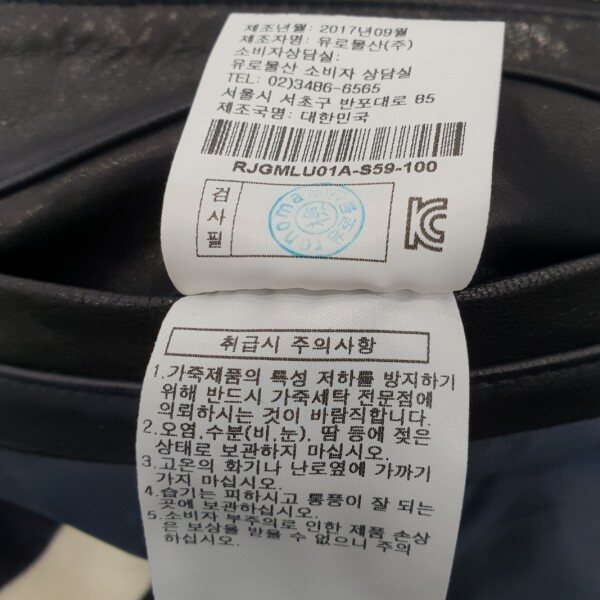 제조년월: 2017년09월
제조자명: 유로물산(주)
소비자상담실:
유로물산 소비자 상담실
TEL: 02)3486-6565
서울시 서초구 반포대로 85
제조국명: 대한민국
RJGMLU01A-S59-100
검사필
renoma
취급시 주의사항
1.가죽제품의 특성 저하를 방지하기
위해 반드시 가죽세탁 전문점에
의뢰하시는 것이 바람직합니다.
2.오염,수분(비,눈), 땀 등에 젖은
상태로 보관하지 마십시오.
3.고온의 화기나 난로옆에 가까기
가지 마십시오.
4.습기는 피하시고 통풍이 잘 되는
곳에 보관하십시오.
5.소비자 부주의로 인한 제품 손상
은 보상을 받을 수 없으니 주의
하십시오.